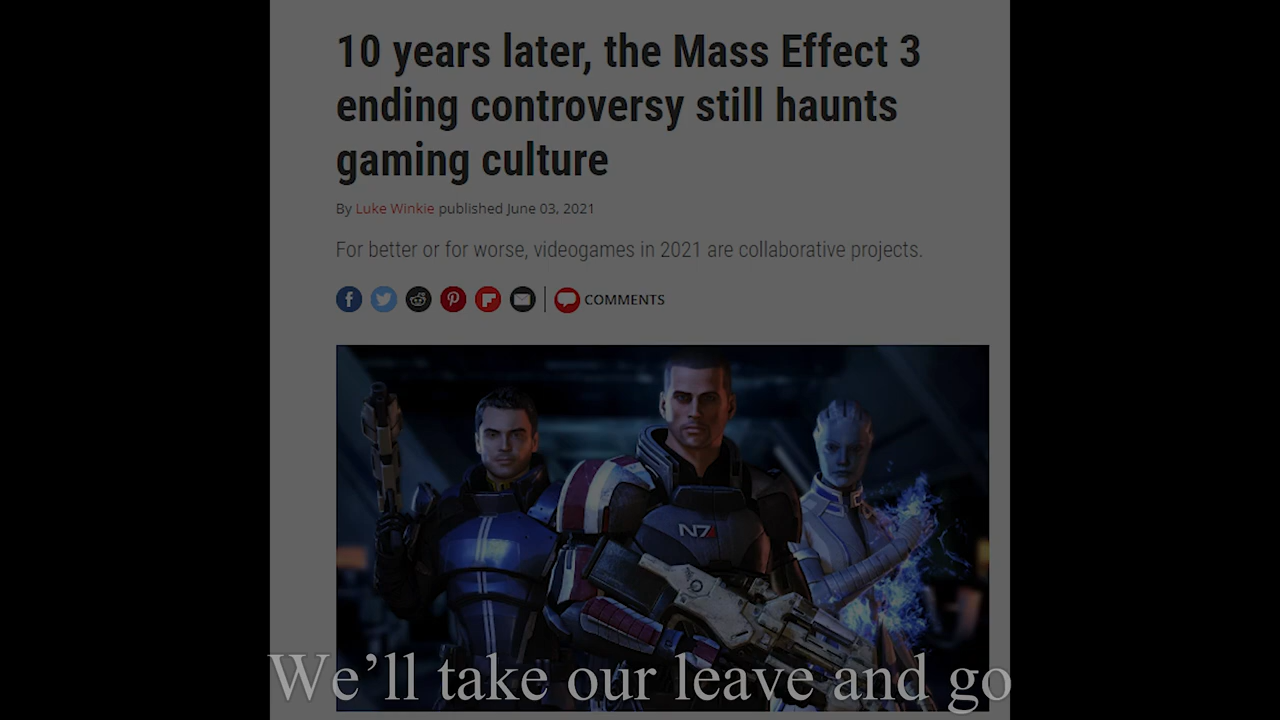 10 years later, the Mass Effect 3
ending controversy still haunts
gaming culture
By Luke Winkie published June 03, 2021
For better or for worse, videogames in 2021 are collaborative projects.
COMMENTS
N7
We’ll take our leave and go